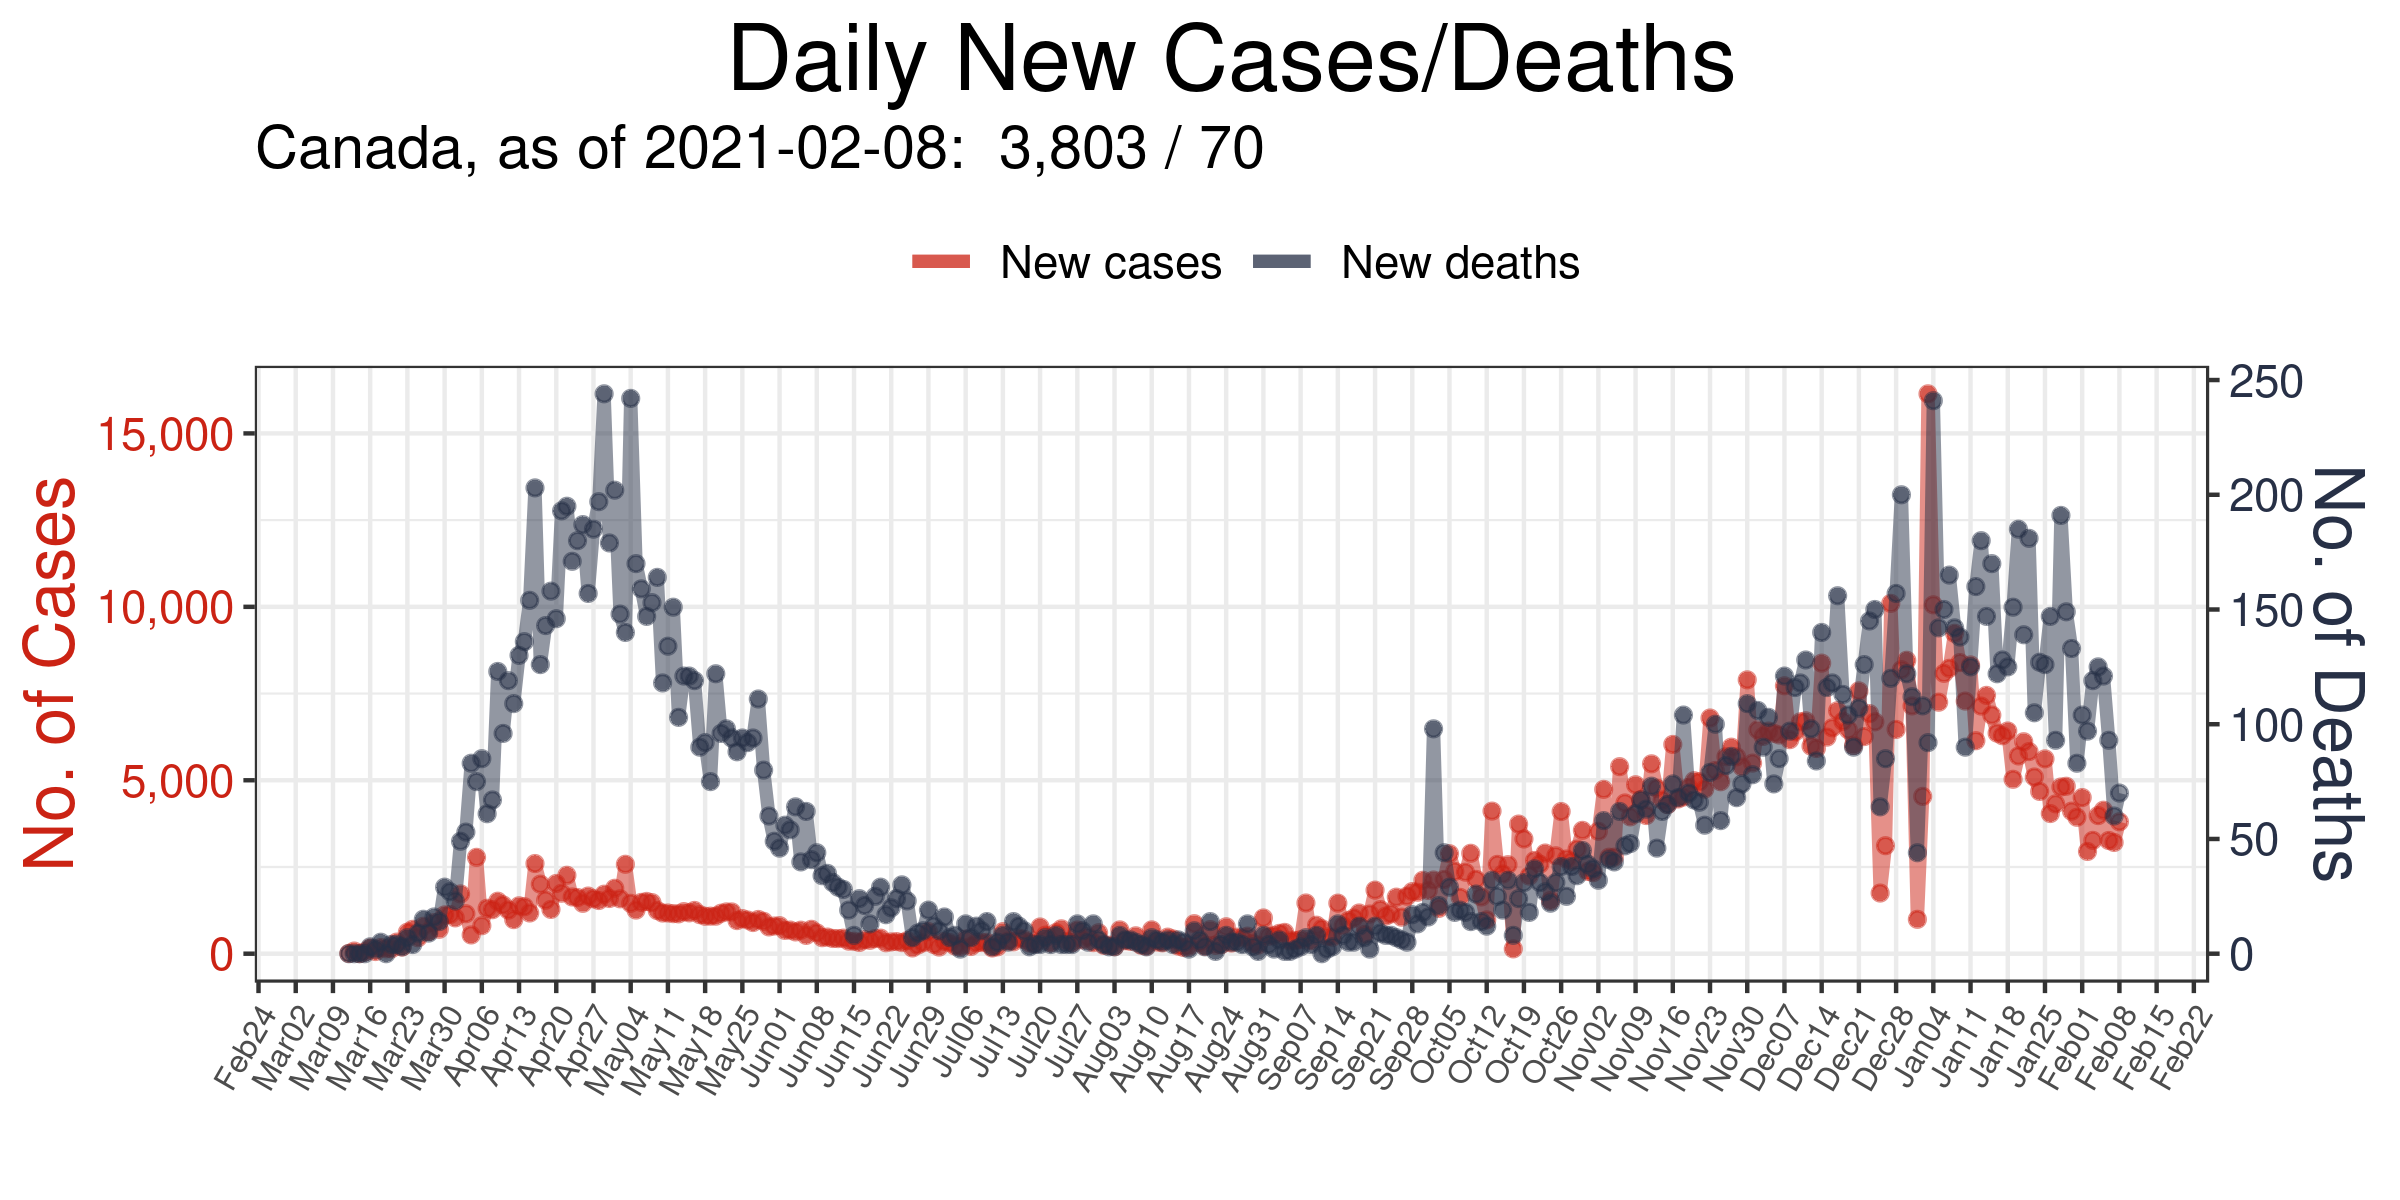 Daily New Cases/Deaths
Canada, as of 2021-02-08:  3,803 / 70
New cases
New deaths
No. of Cases
15,000
10,000
5,000
0
250
200
150
100
50
0
No. of Deaths
Feb24
Mar02
Mar09
Mar16
Mar23
Mar30
Apr06
Apr13
Apr20
Apr27
May04
May11
May18
May25
Jun01
Jun08
Jun15
Jun22
Jun29
Jul06
Jul13
Jul20
Jul27
Aug03
Aug10
Aug17
Aug24
Aug31
Sep07
Sep14
Sep21
Sep28
Oct05
Oct12
Oct19
Oct26
Nov02
Nov09
Nov16
Nov23
Nov30
Dec07
Dec14
Dec21
Dec28
Jan04
Jan11
Jan18
Jan25
Feb01
Feb08
Feb15
Feb22